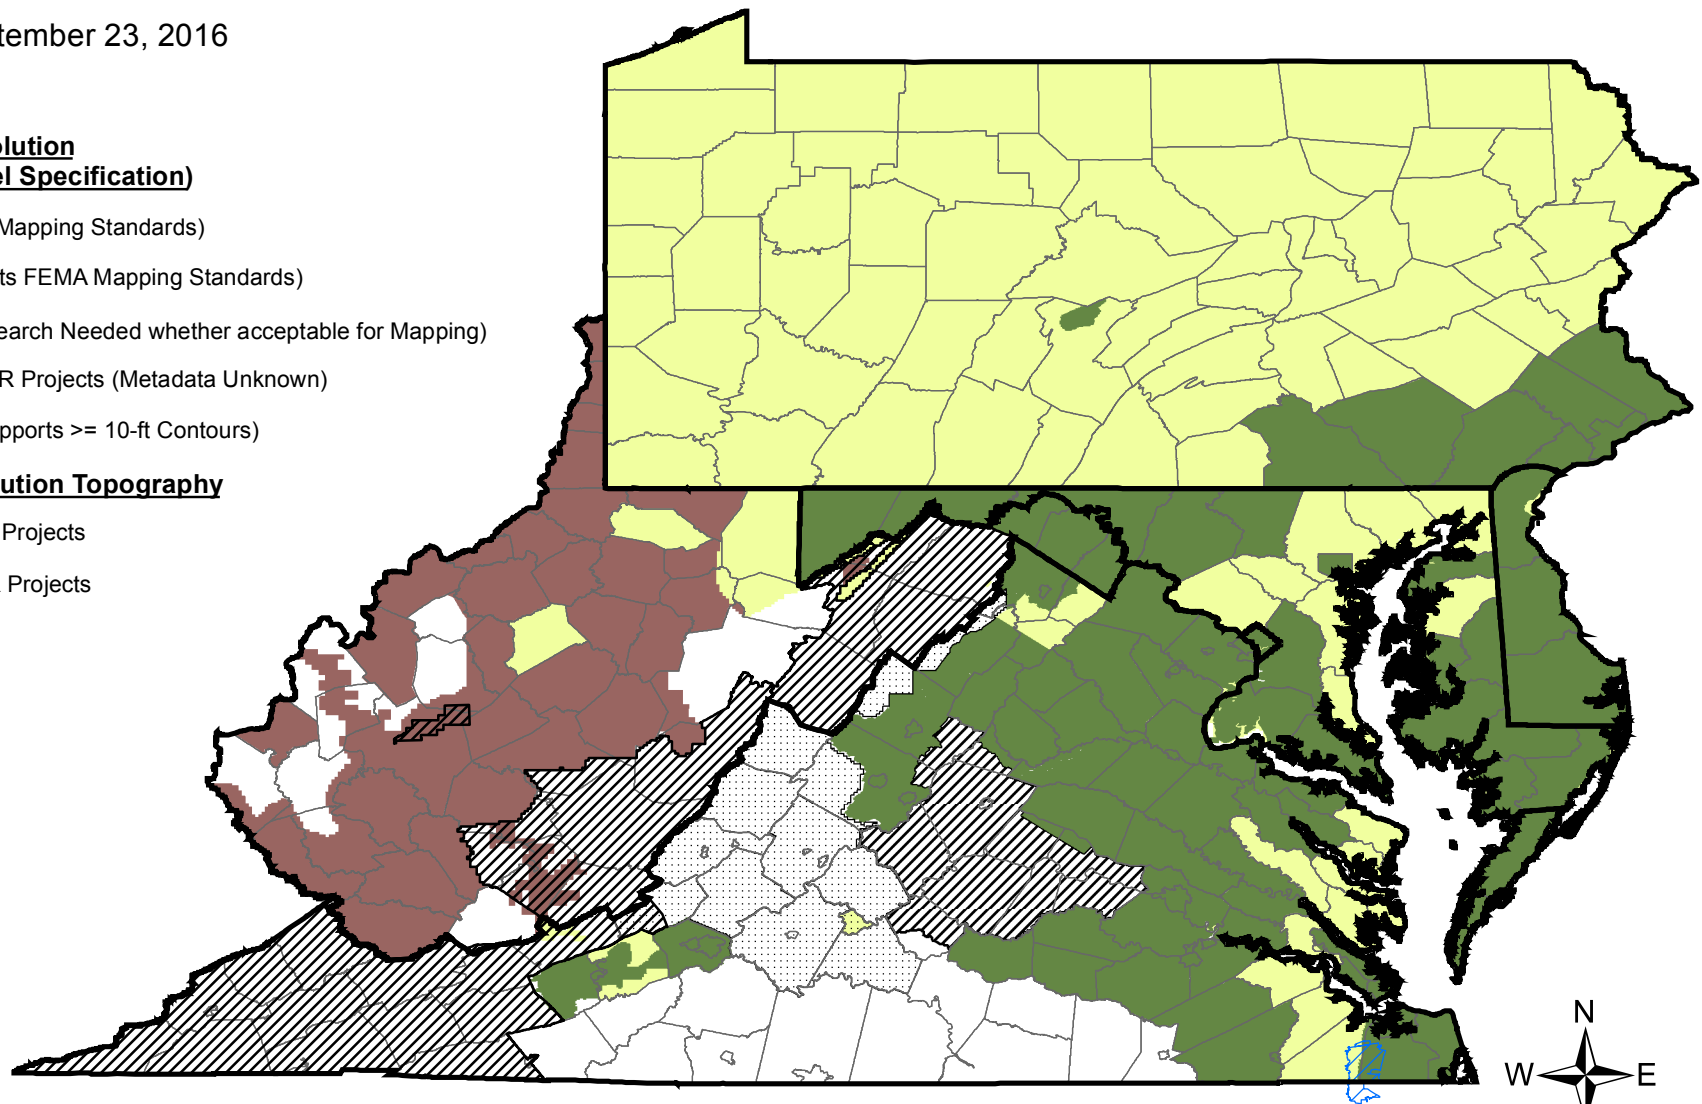 tember 23, 2016
olution
el Specification)
Mapping Standards)
ts FEMA Mapping Standards)
earch Needed whether acceptable for Mapping)
R Projects (Metadata Unknown)
pports >= 10-ft Contours)
ution Topography
Projects
Projects
N
W E